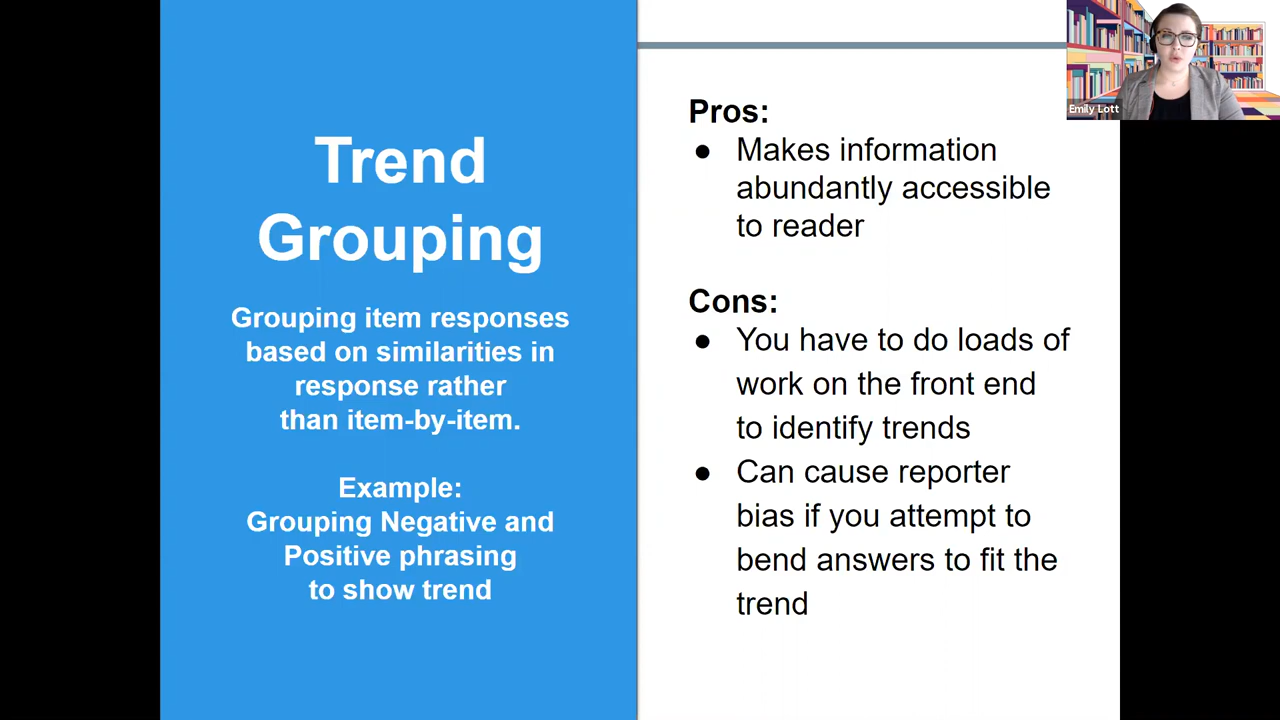 Trend
Grouping
Grouping item responses
based on similarities in
response rather
than item-by-item.
Example:
Grouping Negative and
Positive phrasing
to show trend
Pros:
● Makes information
abundantly accessible
to reader
Cons:
● You have to do loads of
work on the front end
to identify trends
● Can cause reporter
bias if you attempt to
bend answers to fit the
trend
Emily Lott